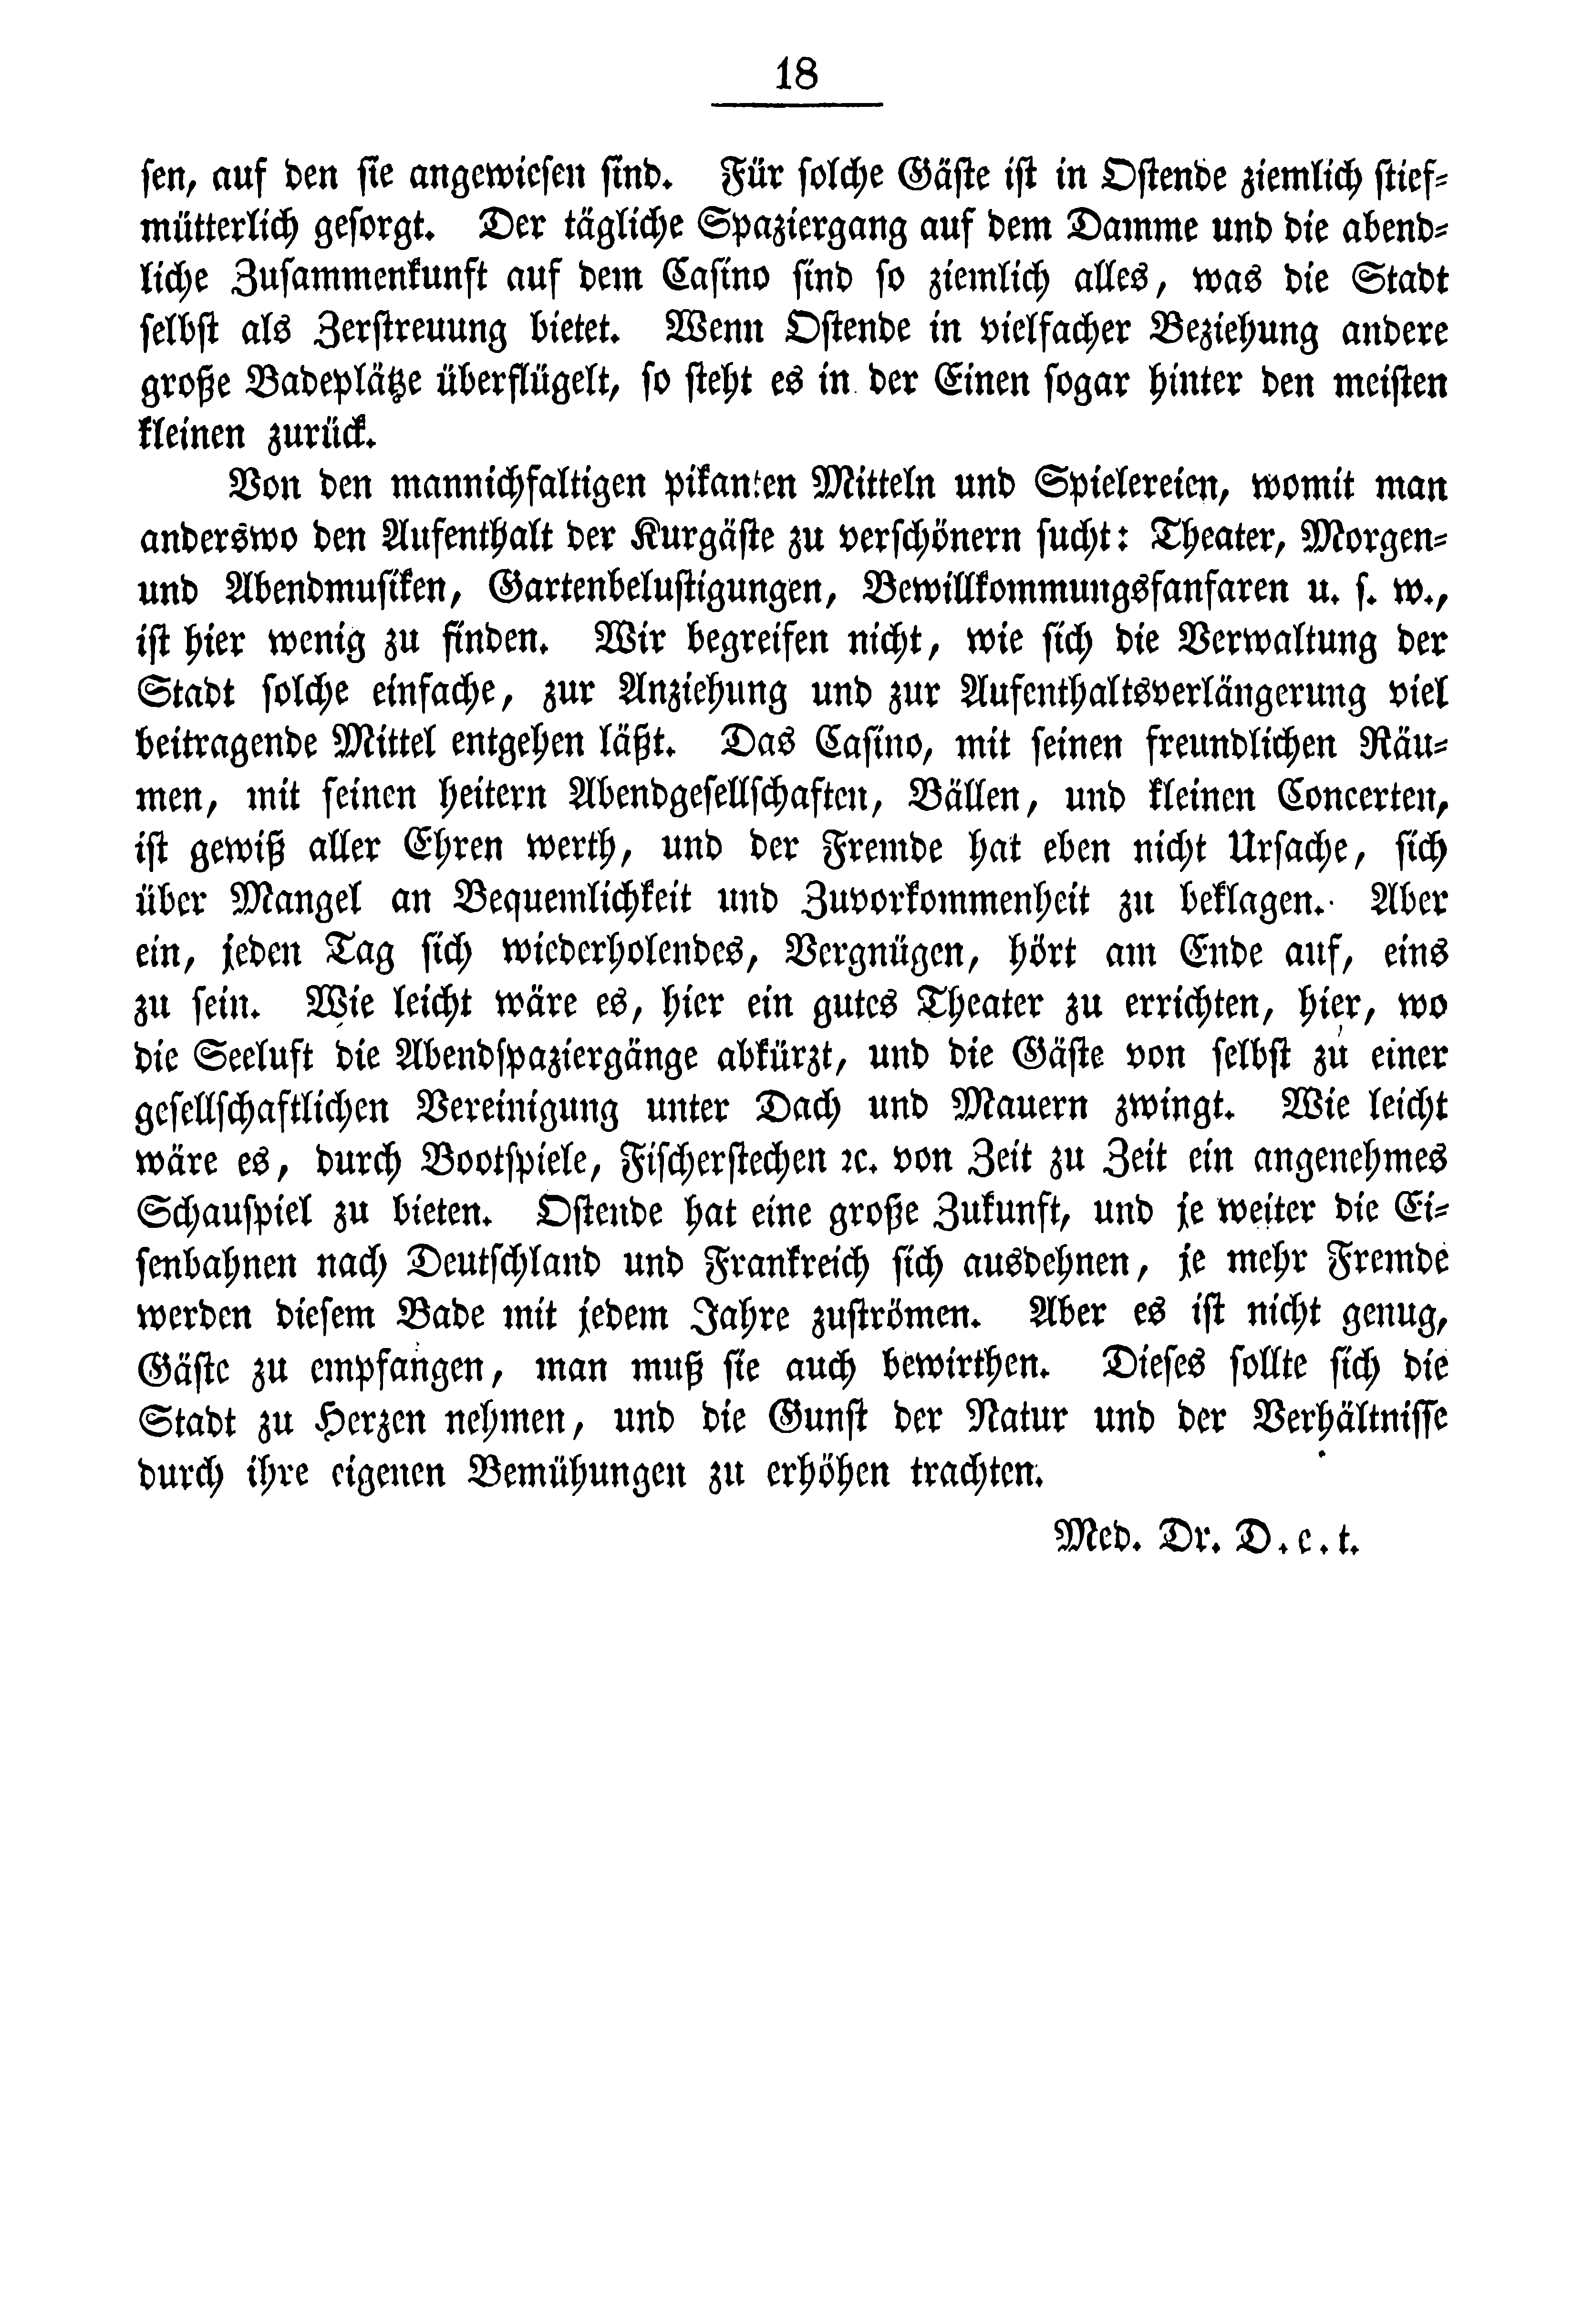 18
sen, auf den sie angewiesen sind. Für solche Gäste ist in Ostende ziemlich stief-
mütterlich gesorgt. Der tägliche Spaziergang auf dem Damme und die abend-
liche Zusammenkunft auf dem Casino sind so ziemlich alles, was die Stadt
selbst als Zerstreuung bietet. Wenn Ostende in vielfacher Beziehung andere
große Badeplätze überflügelt, so steht es in der Einen sogar hinter den meisten
kleinen zurück.
Von den mannichfaltigen pikanten Mitteln und Spielereien, womit man
anderswo den Aufenthalt der Kurgäste zu verschönern sucht: Theater, Morgen-
und Abendmusiken, Gartenbelustigungen, Bewillkommungsfanfaren u. s. w.,
ist hier wenig zu finden. Wir begreifen nicht, wie sich die Verwaltung der
Stadt solche einfache, zur Anziehung und zur Aufenthaltsverlängerung viel
beitragende Mittel entgehen läßt. Das Casino, mit seinen freundlichen Räu-
men, mit seinen heitern Abendgesellschaften, Bällen, und kleinen Concerten,
ist gewiß aller Ehren werth, und der Fremde hat eben nicht Ursache, sich
über Mangel an Bequemlichkeit und Zuvorkommenheit zu beklagen. Aber
ein, jeden Tag sich wiederholendes, Vergnügen, hört am Ende auf, eins
zu sein. Wie leicht wäre es, hier ein gutes Theater zu errichten, hier, wo
die Seeluft die Abendspaziergänge abkürzt, und die Gäste von selbst zu einer
gesellschaftlichen Vereinigung unter Dach und Mauern zwingt. Wie leicht
wäre es, durch Bootspiele, Fischerstechen ꝛc. von Zeit zu Zeit ein angenehmes
Schauspiel zu bieten. Ostende hat eine große Zukunft, und je weiter die Ei-
senbahnen nach Deutschland und Frankreich sich ausdehnen, je mehr Fremde
werden diesem Bade mit jedem Jahre zuströmen. Aber es ist nicht genug,
Gäste zu empfangen, man muß sie auch bewirthen. Dieses sollte sich die
Stadt zu Herzen nehmen, und die Gunst der Natur und der Verhältnisse
durch ihre eigenen Bemühungen zu erhöhen trachten.
Med. Dr. D. e. t.